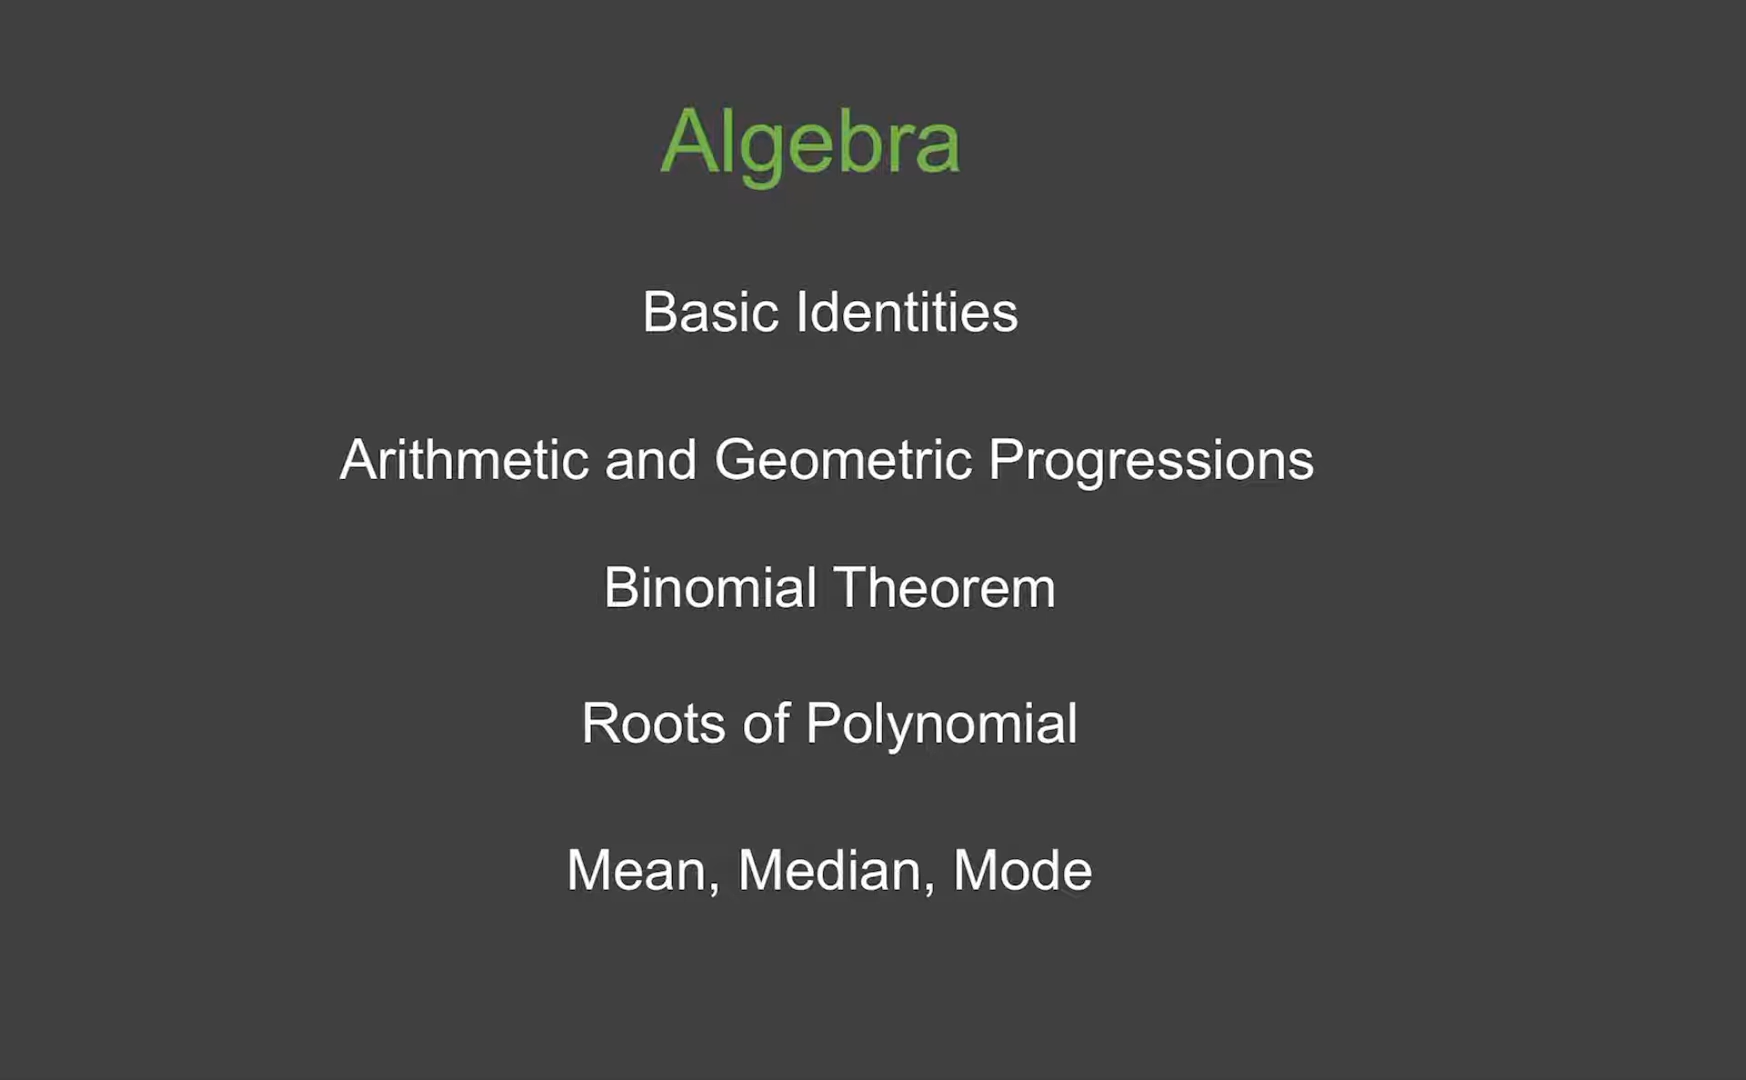 Algebra
Basic Identities
Arithmetic and Geometric Progressions
Binomial Theorem
Roots of Polynomial
Mean, Median, Mode